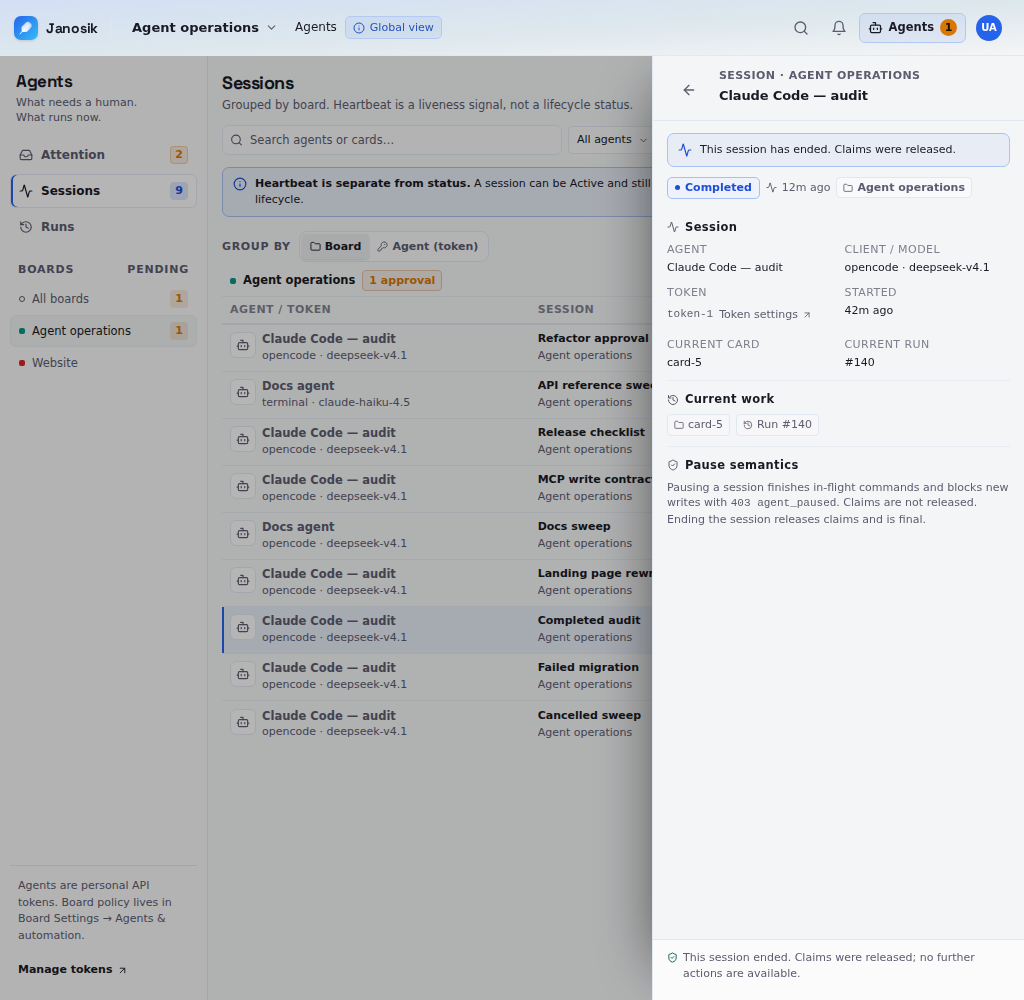 Janosik
Agent operations
Agents
Global view
Agents 1
UA
Agents
What needs a human.
What runs now.
Attention 2
Sessions 9
Runs
BOARDS PENDING
All boards 1
Agent operations 1
Website
Agents are personal API
tokens. Board policy lives in
Board Settings → Agents &
automation.
Manage tokens
Sessions
Grouped by board. Heartbeat is a liveness signal, not a lifecycle status.
Search agents or cards…
All agents
Heartbeat is separate from status. A session can be Active and still
lifecycle.
GROUP BY Board Agent (token)
Agent operations 1 approval
AGENT / TOKEN SESSION
Claude Code — audit Refactor approval
opencode · deepseek-v4.1 Agent operations
Docs agent API reference
terminal · claude-haiku-4.5 Agent operations
Claude Code — audit Release checklist
opencode · deepseek-v4.1 Agent operations
Claude Code — audit MCP write
opencode · deepseek-v4.1 Agent operations
Docs agent Docs sweep
opencode · deepseek-v4.1 Agent operations
Claude Code — audit Landing page
opencode · deepseek-v4.1 Agent operations
Claude Code — audit Completed audit
opencode · deepseek-v4.1 Agent operations
Claude Code — audit Failed migration
opencode · deepseek-v4.1 Agent operations
Claude Code — audit Cancelled sweep
opencode · deepseek-v4.1 Agent operations
SESSION · AGENT OPERATIONS
Claude Code — audit
This session has ended. Claims were released.
Completed 12m ago Agent operations
Session
AGENT CLIENT / MODEL
Claude Code — audit opencode · deepseek-v4.1
TOKEN STARTED
token-1 Token settings 42m ago
CURRENT CARD CURRENT RUN
card-5 #140
Current work
card-5 Run #140
Pause semantics
Pausing a session finishes in-flight commands and blocks new
writes with 403 agent_paused. Claims are not released.
Ending the session releases claims and is final.
This session ended. Claims were released; no further
actions are available.